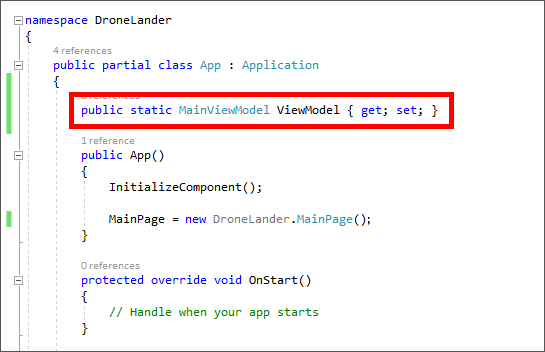 namespace DroneLander
{
4 references
public partial class App : Application
{
references
public static MainViewModel ViewModel { get; set; }
1 reference
public App()
{
InitializeComponent();
MainPage = new DroneLander.MainPage();
}
0 references
protected override void OnStart()
{
// Handle when your app starts
}